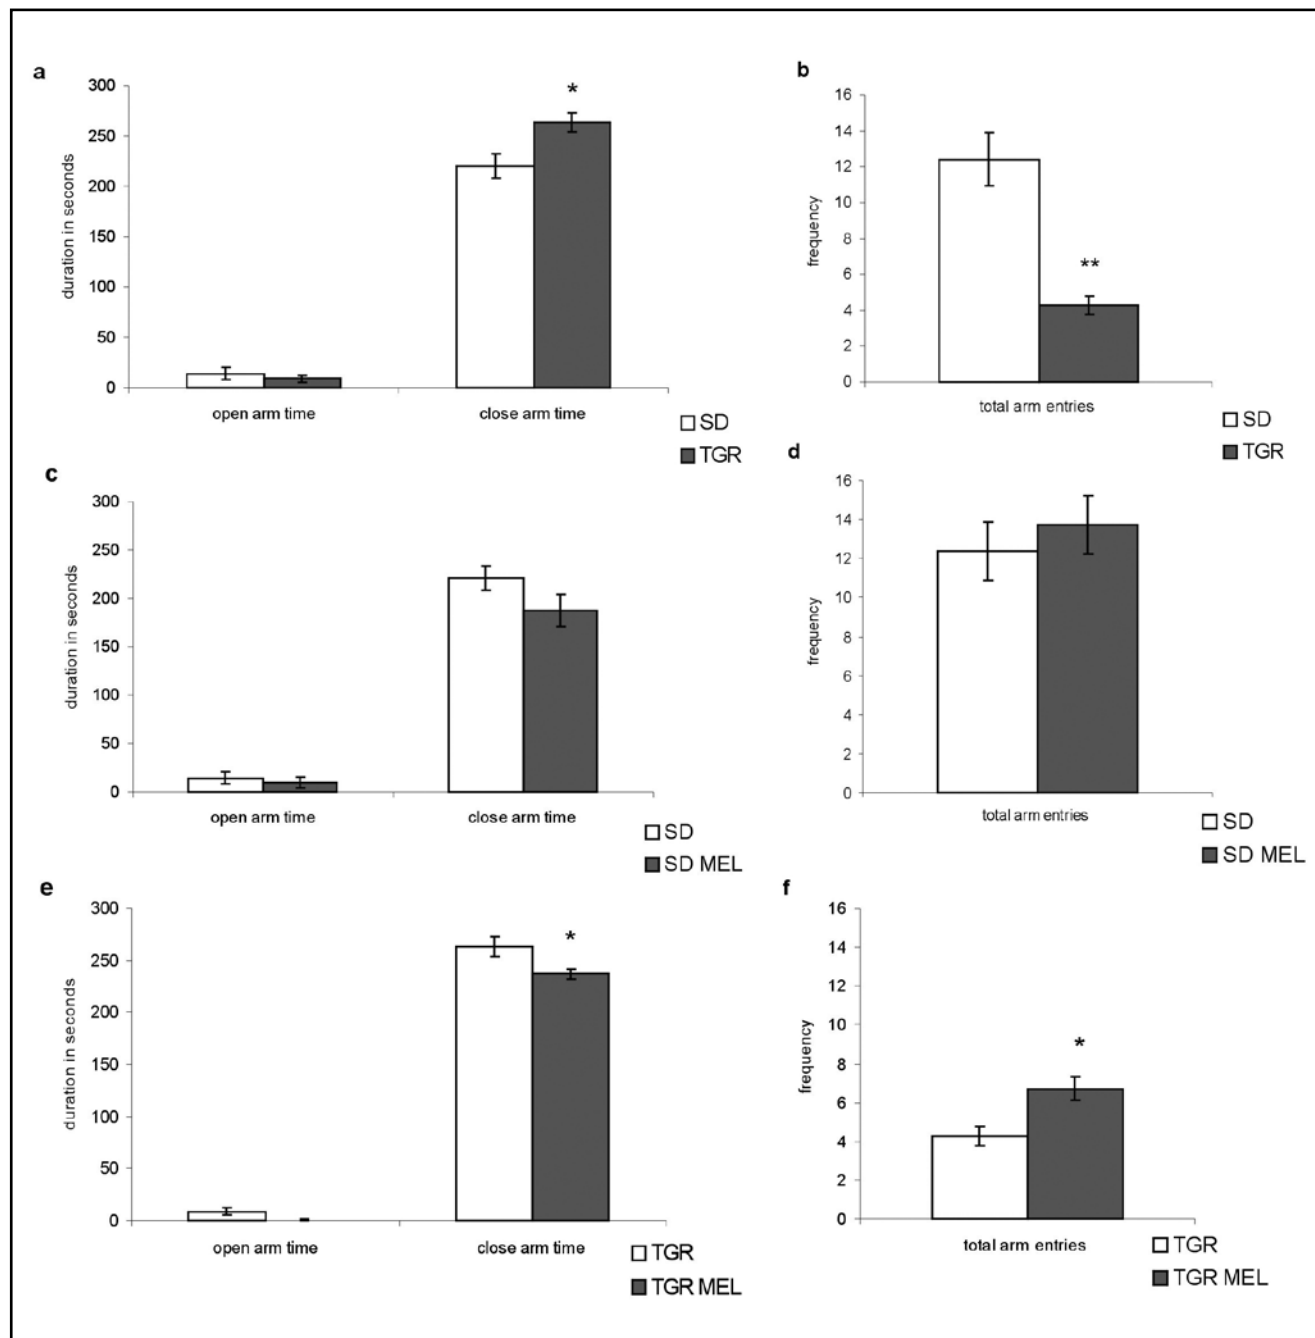 a
300
250
200
150
100
50
0
duration in seconds
*
open arm time
close arm time
SD
TGR
b
16
14
12
10
8
6
4
2
0
frequency
**
total arm entries
SD
TGR
c
300
250
200
150
100
50
0
duration in seconds
open arm time
close arm time
SD
SD MEL
d
16
14
12
10
8
6
4
2
0
frequency
total arm entries
SD
SD MEL
e
300
250
200
150
100
50
0
duration in seconds
*
open arm time
close arm time
TGR
TGR MEL
f
16
14
12
10
8
6
4
2
0
frequency
*
total arm entries
TGR
TGR MEL